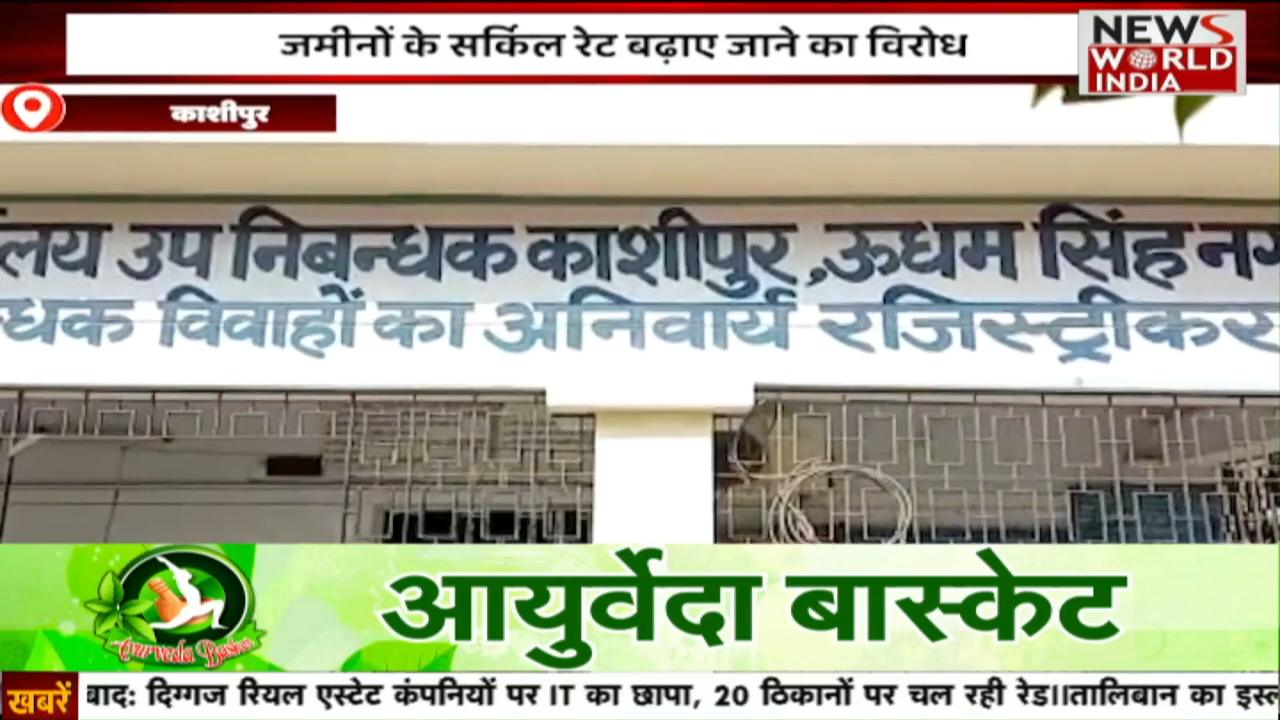 जमीनों के सर्किल रेट बढ़ाए जाने का विरोध
NEWS
WORLD
INDIA
काशीपुर
लय उप निबन्धक काशीपुर, ऊधम सिंह नग
धक विवाहों का अनिवार्य रजिस्ट्रीकर
आयुर्वेदा बास्केट
Ayurveda Basket
खबरें
बाद: दिग्गज रियल एस्टेट कंपनियों पर IT का छापा, 20 ठिकानों पर चल रही रेड||तालिबान का इस्ल